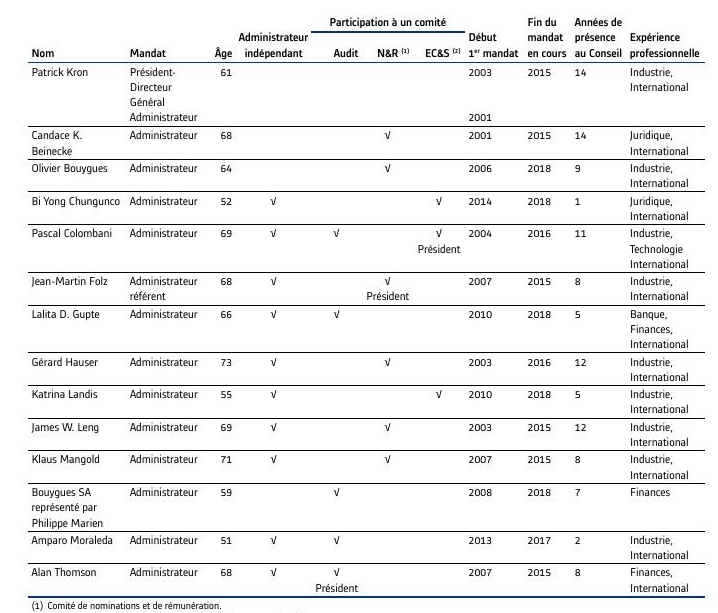 Participation à un comité
Nom Mandat Âge Administrateur indépendant Audit N&R (1) EC&S (2) Début 1er mandat Fin du mandat en cours Années de présence au Conseil Expérience professionnelle
Patrick Kron Président- 61 2003 2015 14 Industrie,
Directeur International
Général
Administrateur 2001
Candace K. Administrateur 68 √ 2001 2015 14 Juridique,
Beinecke International
Olivier Bouygues Administrateur 64 √ 2006 2018 9 Industrie,
International
Bi Yong Chungunco Administrateur 52 √ √ 2014 2018 1 Juridique,
International
Pascal Colombani Administrateur 69 √ √ √ 2004 2016 11 Industrie,
Président Technologie
International
Jean-Martin Folz Administrateur 68 √ √ 2007 2015 8 Industrie,
référent Président International
Lalita D. Gupte Administrateur 66 √ √ 2010 2018 5 Banque,
Finances,
International
Gérard Hauser Administrateur 73 √ √ 2003 2016 12 Industrie,
International
Katrina Landis Administrateur 55 √ √ 2010 2018 5 Industrie,
International
James W. Leng Administrateur 69 √ √ 2003 2015 12 Industrie,
International
Klaus Mangold Administrateur 71 √ √ 2007 2015 8 Industrie,
International
Bouygues SA Administrateur 59 √ 2008 2018 7 Finances
représenté par
Philippe Marien
Amparo Moraleda Administrateur 51 √ √ 2013 2017 2 Industrie,
International
Alan Thomson Administrateur 68 √ √ 2007 2015 8 Finances,
Président International
(1) Comité de nominations et de rémunération.